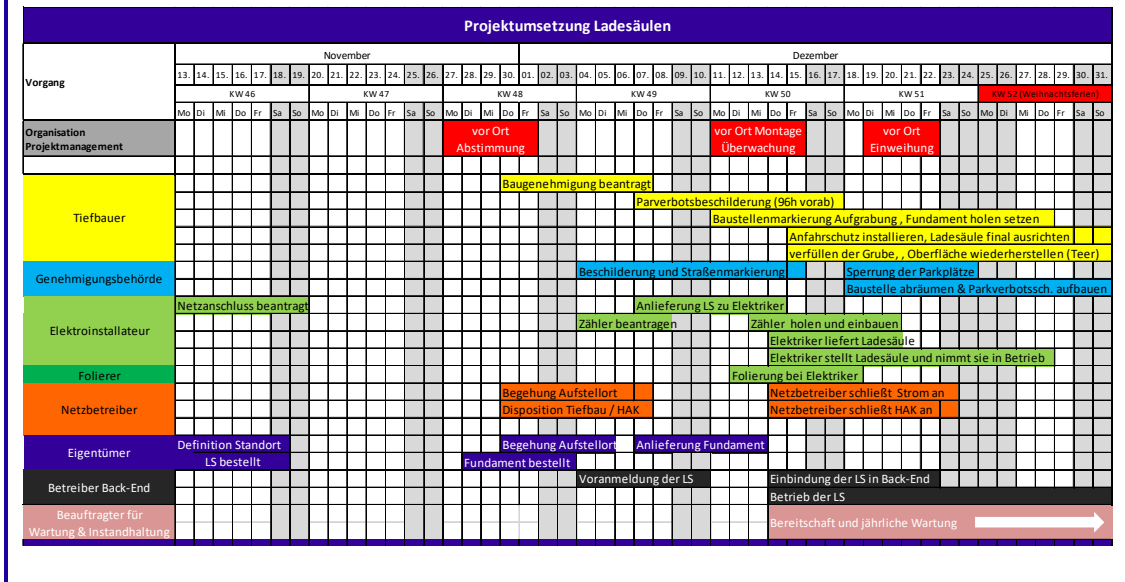 Projektumsetzung Ladesäulen
Vorgang
November Dezember
13. 14. 15. 16. 17. 18. 19. 20. 21. 22. 23. 24. 25. 26. 27. 28. 29. 30. 01. 02. 03. 04. 05. 06. 07. 08. 09. 10. 11. 12. 13. 14. 15. 16. 17. 18. 19. 20. 21. 22. 23. 24. 25. 26. 27. 28. 29. 30. 31.
KW 46 KW 47 KW 48 KW 49 KW 50 KW 51 KW 52 (Weihnachtsferien)
Mo Di Mi Do Fr Sa So Mo Di Mi Do Fr Sa So Mo Di Mi Do Fr Sa So Mo Di Mi Do Fr Sa So Mo Di Mi Do Fr Sa So Mo Di Mi Do Fr Sa So Mo Di Mi Do Fr Sa So
Organisation
Projektmanagement
vor Ort
Abstimmung
vor Ort Montage
Überwachung
vor Ort
Einweihung
Tiefbauer
Baugenehmigung beantragt
Parverbotsbeschilderung (96h vorab)
Baustellenmarkierung Aufgrabung , Fundament holen setzen
Anfahrschutz installieren, Ladesäule final ausrichten
verfüllen der Grube, , Oberfläche wiederherstellen (Teer)
Genehmigungsbehörde
Beschilderung und Straßenmarkierung
Sperrung der Parkplätze
Baustelle abräumen & Parkverbotssch. aufbauen
Elektroinstallateur
Netzanschluss beantragt
Anlieferung LS zu Elektriker
Zähler beantragen
Zähler holen und einbauen
Elektriker liefert Ladesäule
Elektriker stellt Ladesäule und nimmt sie in Betrieb
Folierer
Folierung bei Elektriker
Netzbetreiber
Begehung Aufstellort
Netzbetreiber schließt Strom an
Disposition Tiefbau / HAK
Netzbetreiber schließt HAK an
Eigentümer
Definition Standort
Begehung Aufstellort
Anlieferung Fundament
LS bestellt
Fundament bestellt
Betreiber Back-End
Voranmeldung der LS
Einbindung der LS in Back-End
Betrieb der LS
Beauftragter für
Wartung & Instandhaltung
Bereitschaft und jährliche Wartung